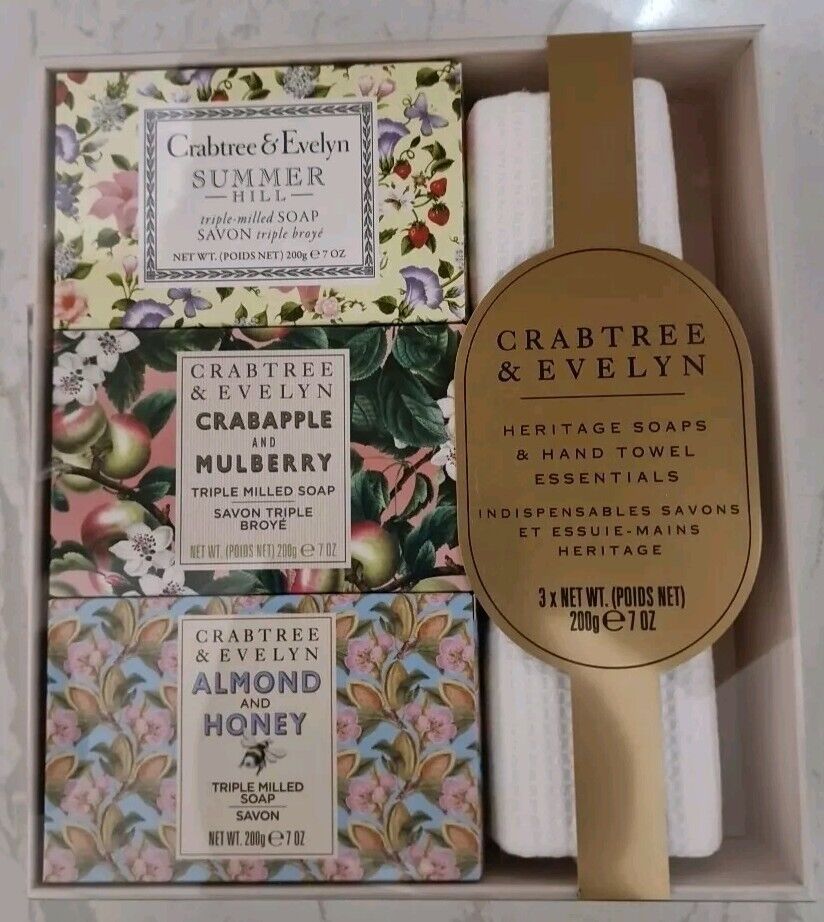 Crabtree & Evelyn
SUMMER
HILL
triple-milled SOAP
SAVON triple broyé
NET WT. (POIDS NET) 200g ℮ 7 OZ
CRABTREE
& EVELYN
CRABAPPLE
AND
MULBERRY
TRIPLE MILLED SOAP
SAVON TRIPLE
BROYÉ
NET WT. (POIDS NET) 200g ℮ 7 OZ
CRABTREE
& EVELYN
ALMOND
AND
HONEY
TRIPLE MILLED
SOAP
SAVON
NET WT. 200g ℮ 7 OZ
CRABTREE
& EVELYN
HERITAGE SOAPS
& HAND TOWEL
ESSENTIALS
INDISPENSABLES SAVONS
ET ESSUIE-MAINS
HERITAGE
3 x NET WT. (POIDS NET)
200g ℮ 7 OZ